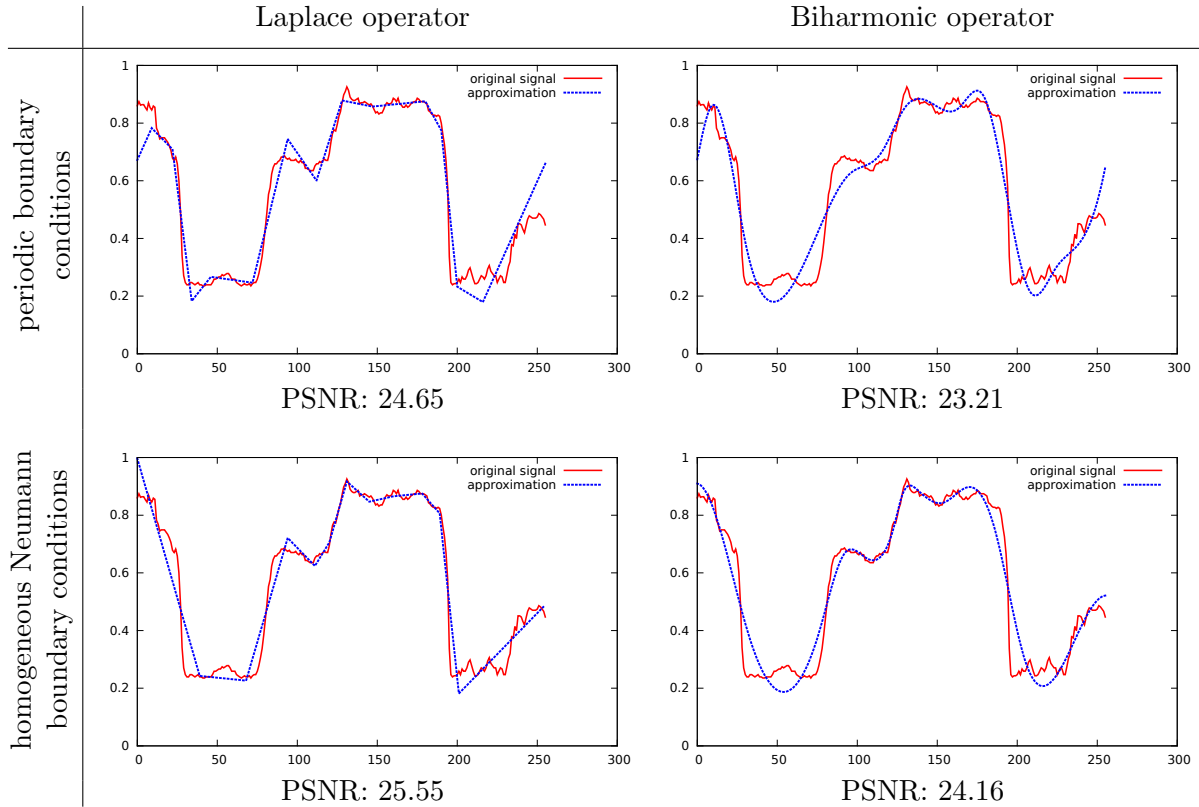 Laplace operator
Biharmonic operator
periodic boundary
conditions
1
0.8
0.6
0.4
0.2
0
0
50
100
150
200
250
300
original signal
approximation
PSNR: 24.65
1
0.8
0.6
0.4
0.2
0
0
50
100
150
200
250
300
original signal
approximation
PSNR: 23.21
homogeneous Neumann
boundary conditions
1
0.8
0.6
0.4
0.2
0
0
50
100
150
200
250
300
original signal
approximation
PSNR: 25.55
1
0.8
0.6
0.4
0.2
0
0
50
100
150
200
250
300
original signal
approximation
PSNR: 24.16